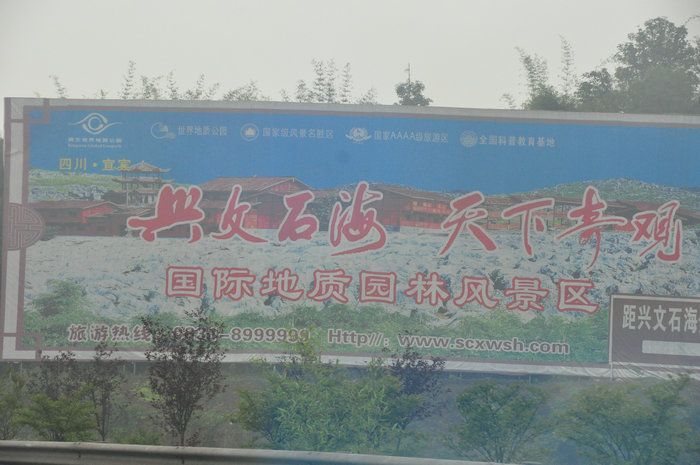 世界地质公园 国家级风景名胜区 国家AAAA级旅游区 全国科普教育基地
四川·宜宾
兴文石海 天下奇观
国际地质园林风景区
旅游热线 8999999 Http//: www.scxwsh.com
距兴文石海